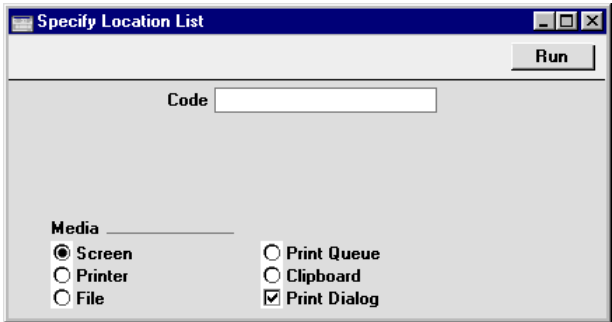 Specify Location List
Run
Code
Media
Screen
Print Queue
Printer
Clipboard
File
Print Dialog